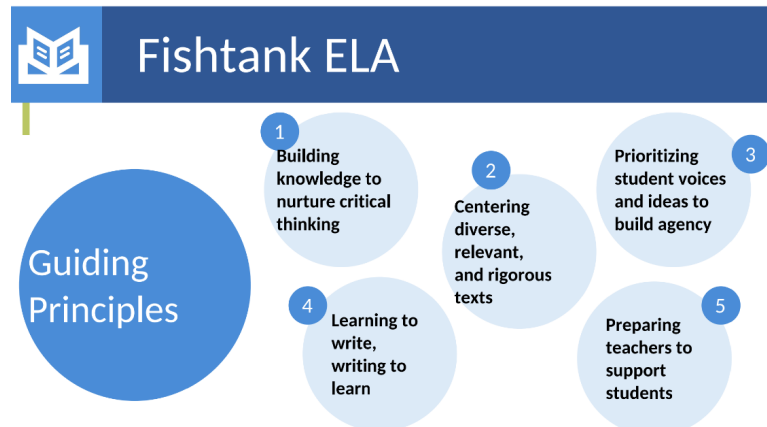 Fishtank ELA
Guiding
Principles
1
Building
knowledge to
nurture critical
thinking
2
Centering
diverse,
relevant,
and rigorous
texts
3
Prioritizing
student voices
and ideas to
build agency
4
Learning to
write,
writing to
learn
5
Preparing
teachers to
support
students